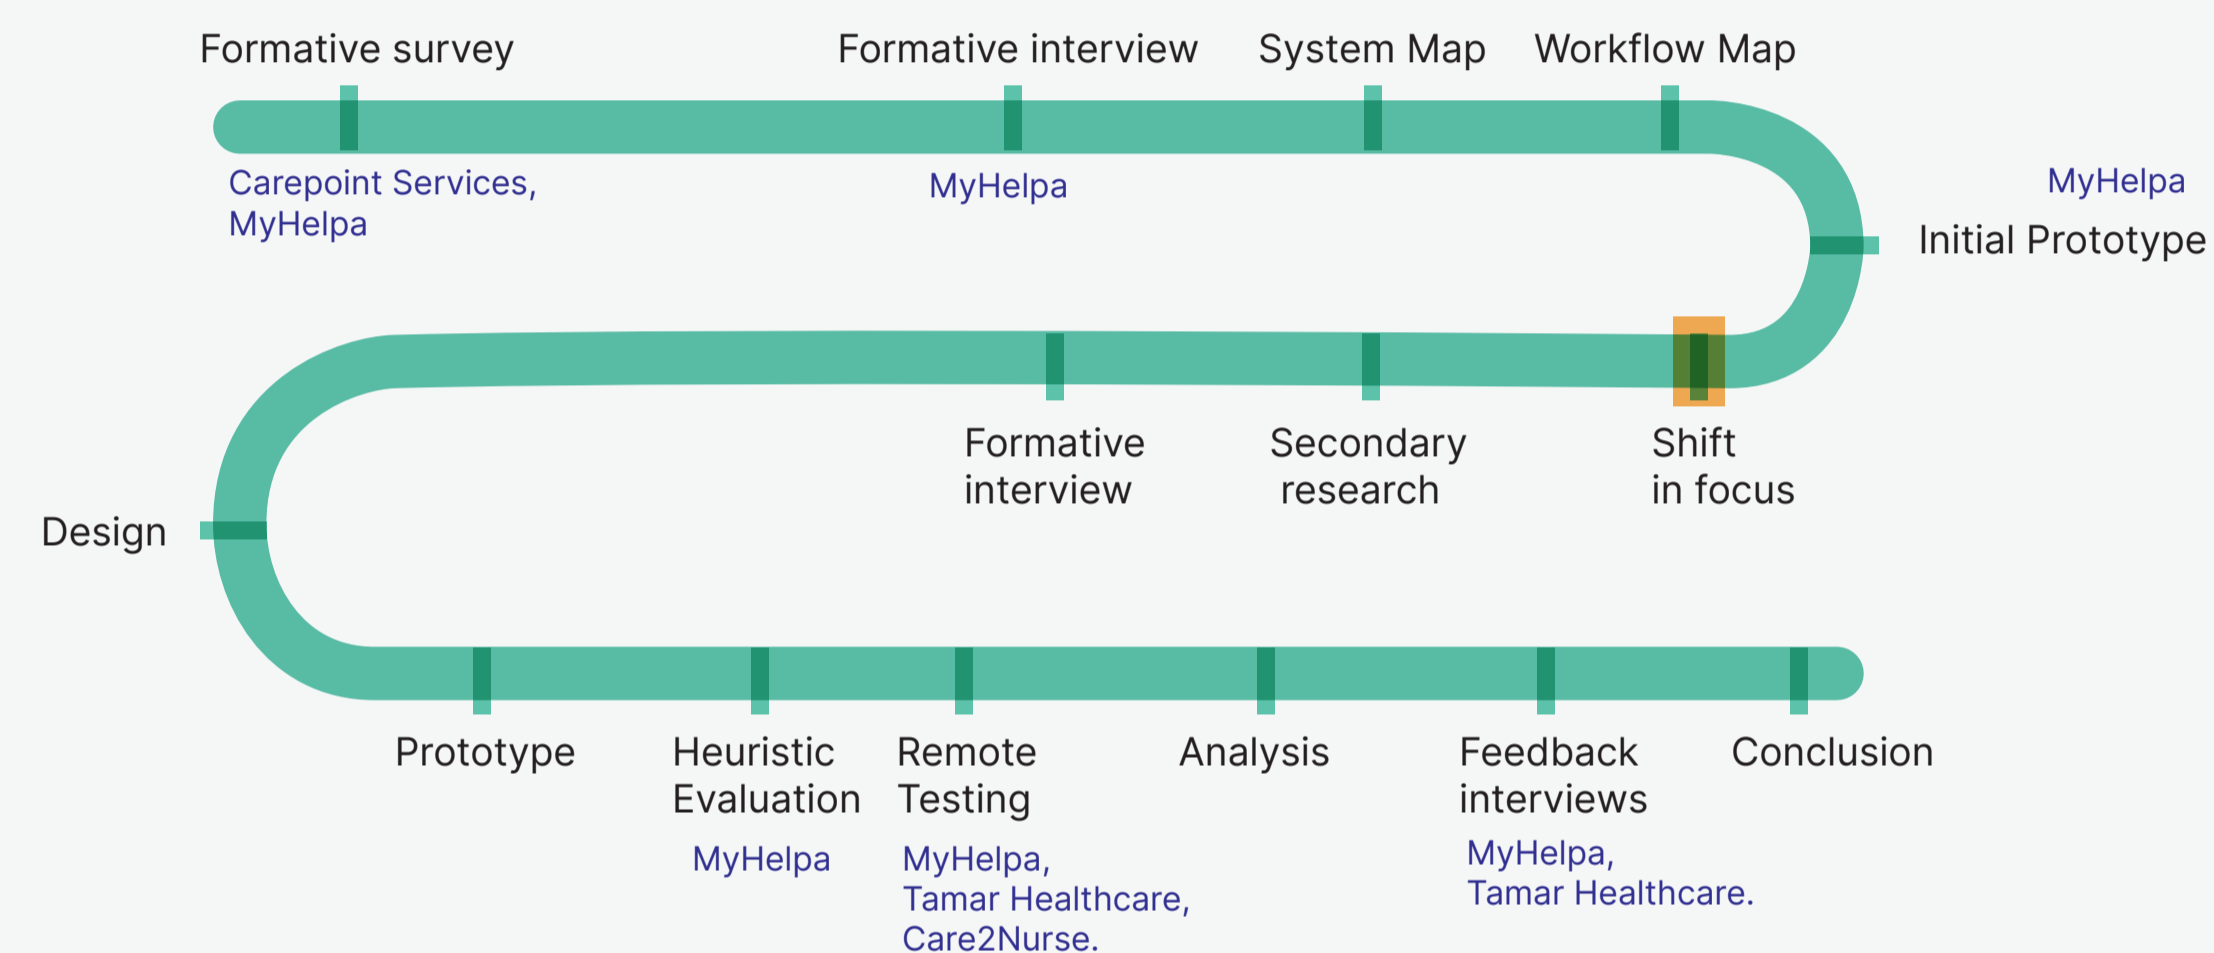 Formative survey
Formative interview
System Map
Workflow Map
Carepoint Services,
MyHelpa
MyHelpa
MyHelpa
Initial Prototype
Shift
in focus
Secondary
research
Formative
interview
Design
Prototype
Heuristic
Evaluation
MyHelpa
Remote
Testing
MyHelpa,
Tamar Healthcare,
Care2Nurse.
Analysis
Feedback
interviews
MyHelpa,
Tamar Healthcare.
Conclusion